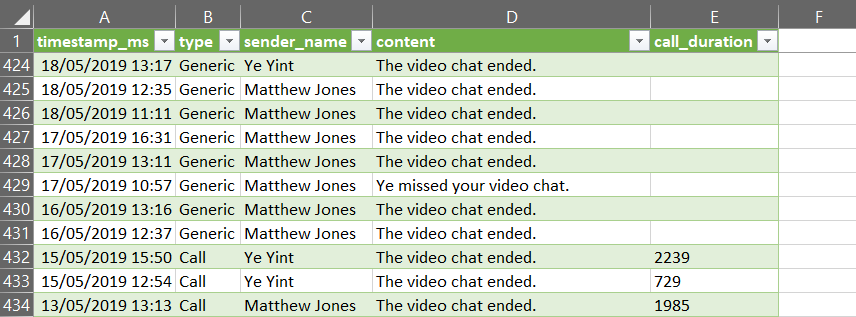 A B C D E F
1 timestamp_ms type sender_name content call_duration
424 18/05/2019 13:17 Generic Ye Yint The video chat ended.
425 18/05/2019 12:35 Generic Matthew Jones The video chat ended.
426 18/05/2019 11:11 Generic Matthew Jones The video chat ended.
427 17/05/2019 16:31 Generic Matthew Jones The video chat ended.
428 17/05/2019 13:11 Generic Matthew Jones The video chat ended.
429 17/05/2019 10:57 Generic Matthew Jones Ye missed your video chat.
430 16/05/2019 13:16 Generic Matthew Jones The video chat ended.
431 16/05/2019 12:37 Generic Matthew Jones The video chat ended.
432 15/05/2019 15:50 Call Ye Yint The video chat ended. 2239
433 15/05/2019 12:54 Call Ye Yint The video chat ended. 729
434 13/05/2019 13:13 Call Matthew Jones The video chat ended. 1985